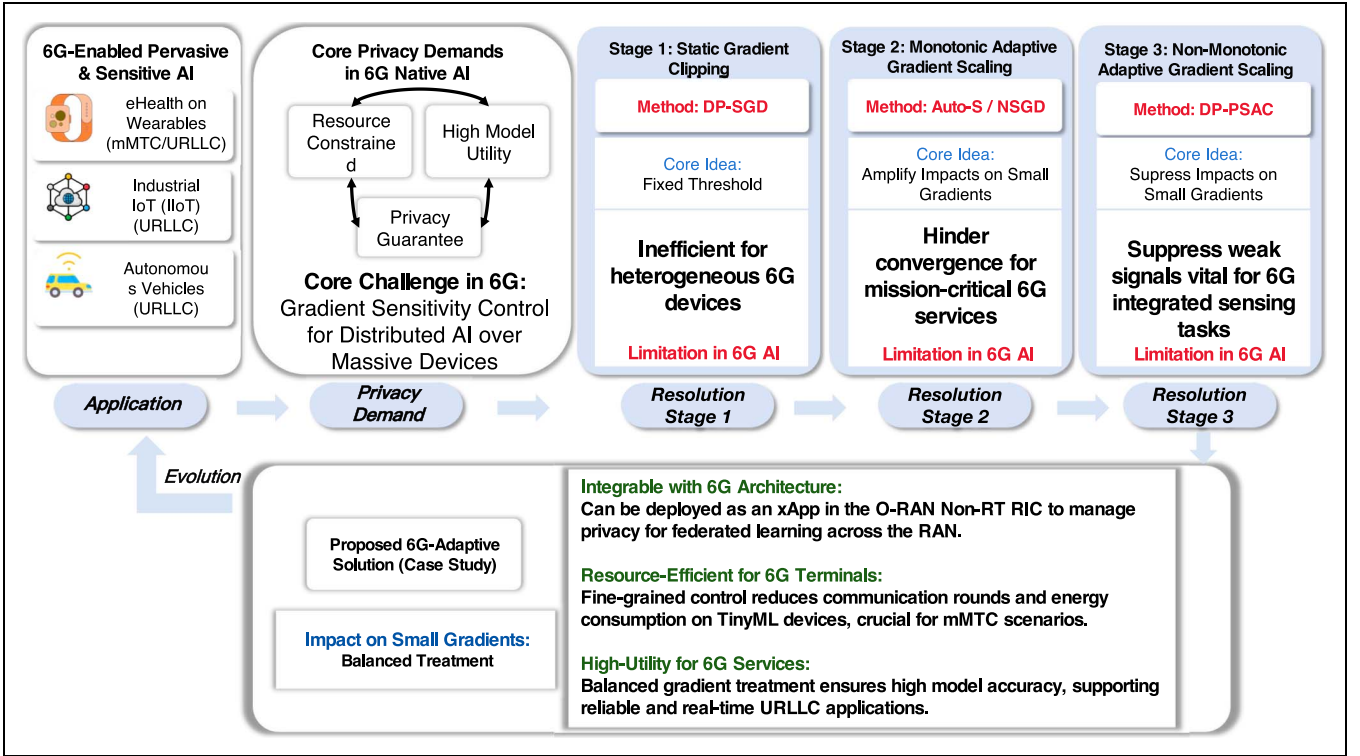 6G-Enabled Pervasive
& Sensitive AI
eHealth on
Wearables
(mMTC/URLLC)
Industrial
IoT (IIoT)
(URLLC)
Autonomou
s Vehicles
(URLLC)
Core Privacy Demands
in 6G Native AI
Resource
Constraine
d
High Model
Utility
Privacy
Guarantee
Core Challenge in 6G:
Gradient Sensitivity Control
for Distributed AI over
Massive Devices
Stage 1: Static Gradient
Clipping
Method: DP-SGD
Core Idea:
Fixed Threshold
Inefficient for
heterogeneous 6G
devices
Limitation in 6G AI
Stage 2: Monotonic Adaptive
Gradient Scaling
Method: Auto-S / NSGD
Core Idea:
Amplify Impacts on Small
Gradients
Hinder
convergence for
mission-critical 6G
services
Limitation in 6G AI
Stage 3: Non-Monotonic
Adaptive Gradient Scaling
Method: DP-PSAC
Core Idea:
Supress Impacts on
Small Gradients
Suppress weak
signals vital for 6G
integrated sensing
tasks
Limitation in 6G AI
Application
Privacy
Demand
Resolution
Stage 1
Resolution
Stage 2
Resolution
Stage 3
Evolution
Proposed 6G-Adaptive
Solution (Case Study)
Impact on Small Gradients:
Balanced Treatment
Integrable with 6G Architecture:
Can be deployed as an xApp in the O-RAN Non-RT RIC to manage
privacy for federated learning across the RAN.
Resource-Efficient for 6G Terminals:
Fine-grained control reduces communication rounds and energy
consumption on TinyML devices, crucial for mMTC scenarios.
High-Utility for 6G Services:
Balanced gradient treatment ensures high model accuracy, supporting
reliable and real-time URLLC applications.